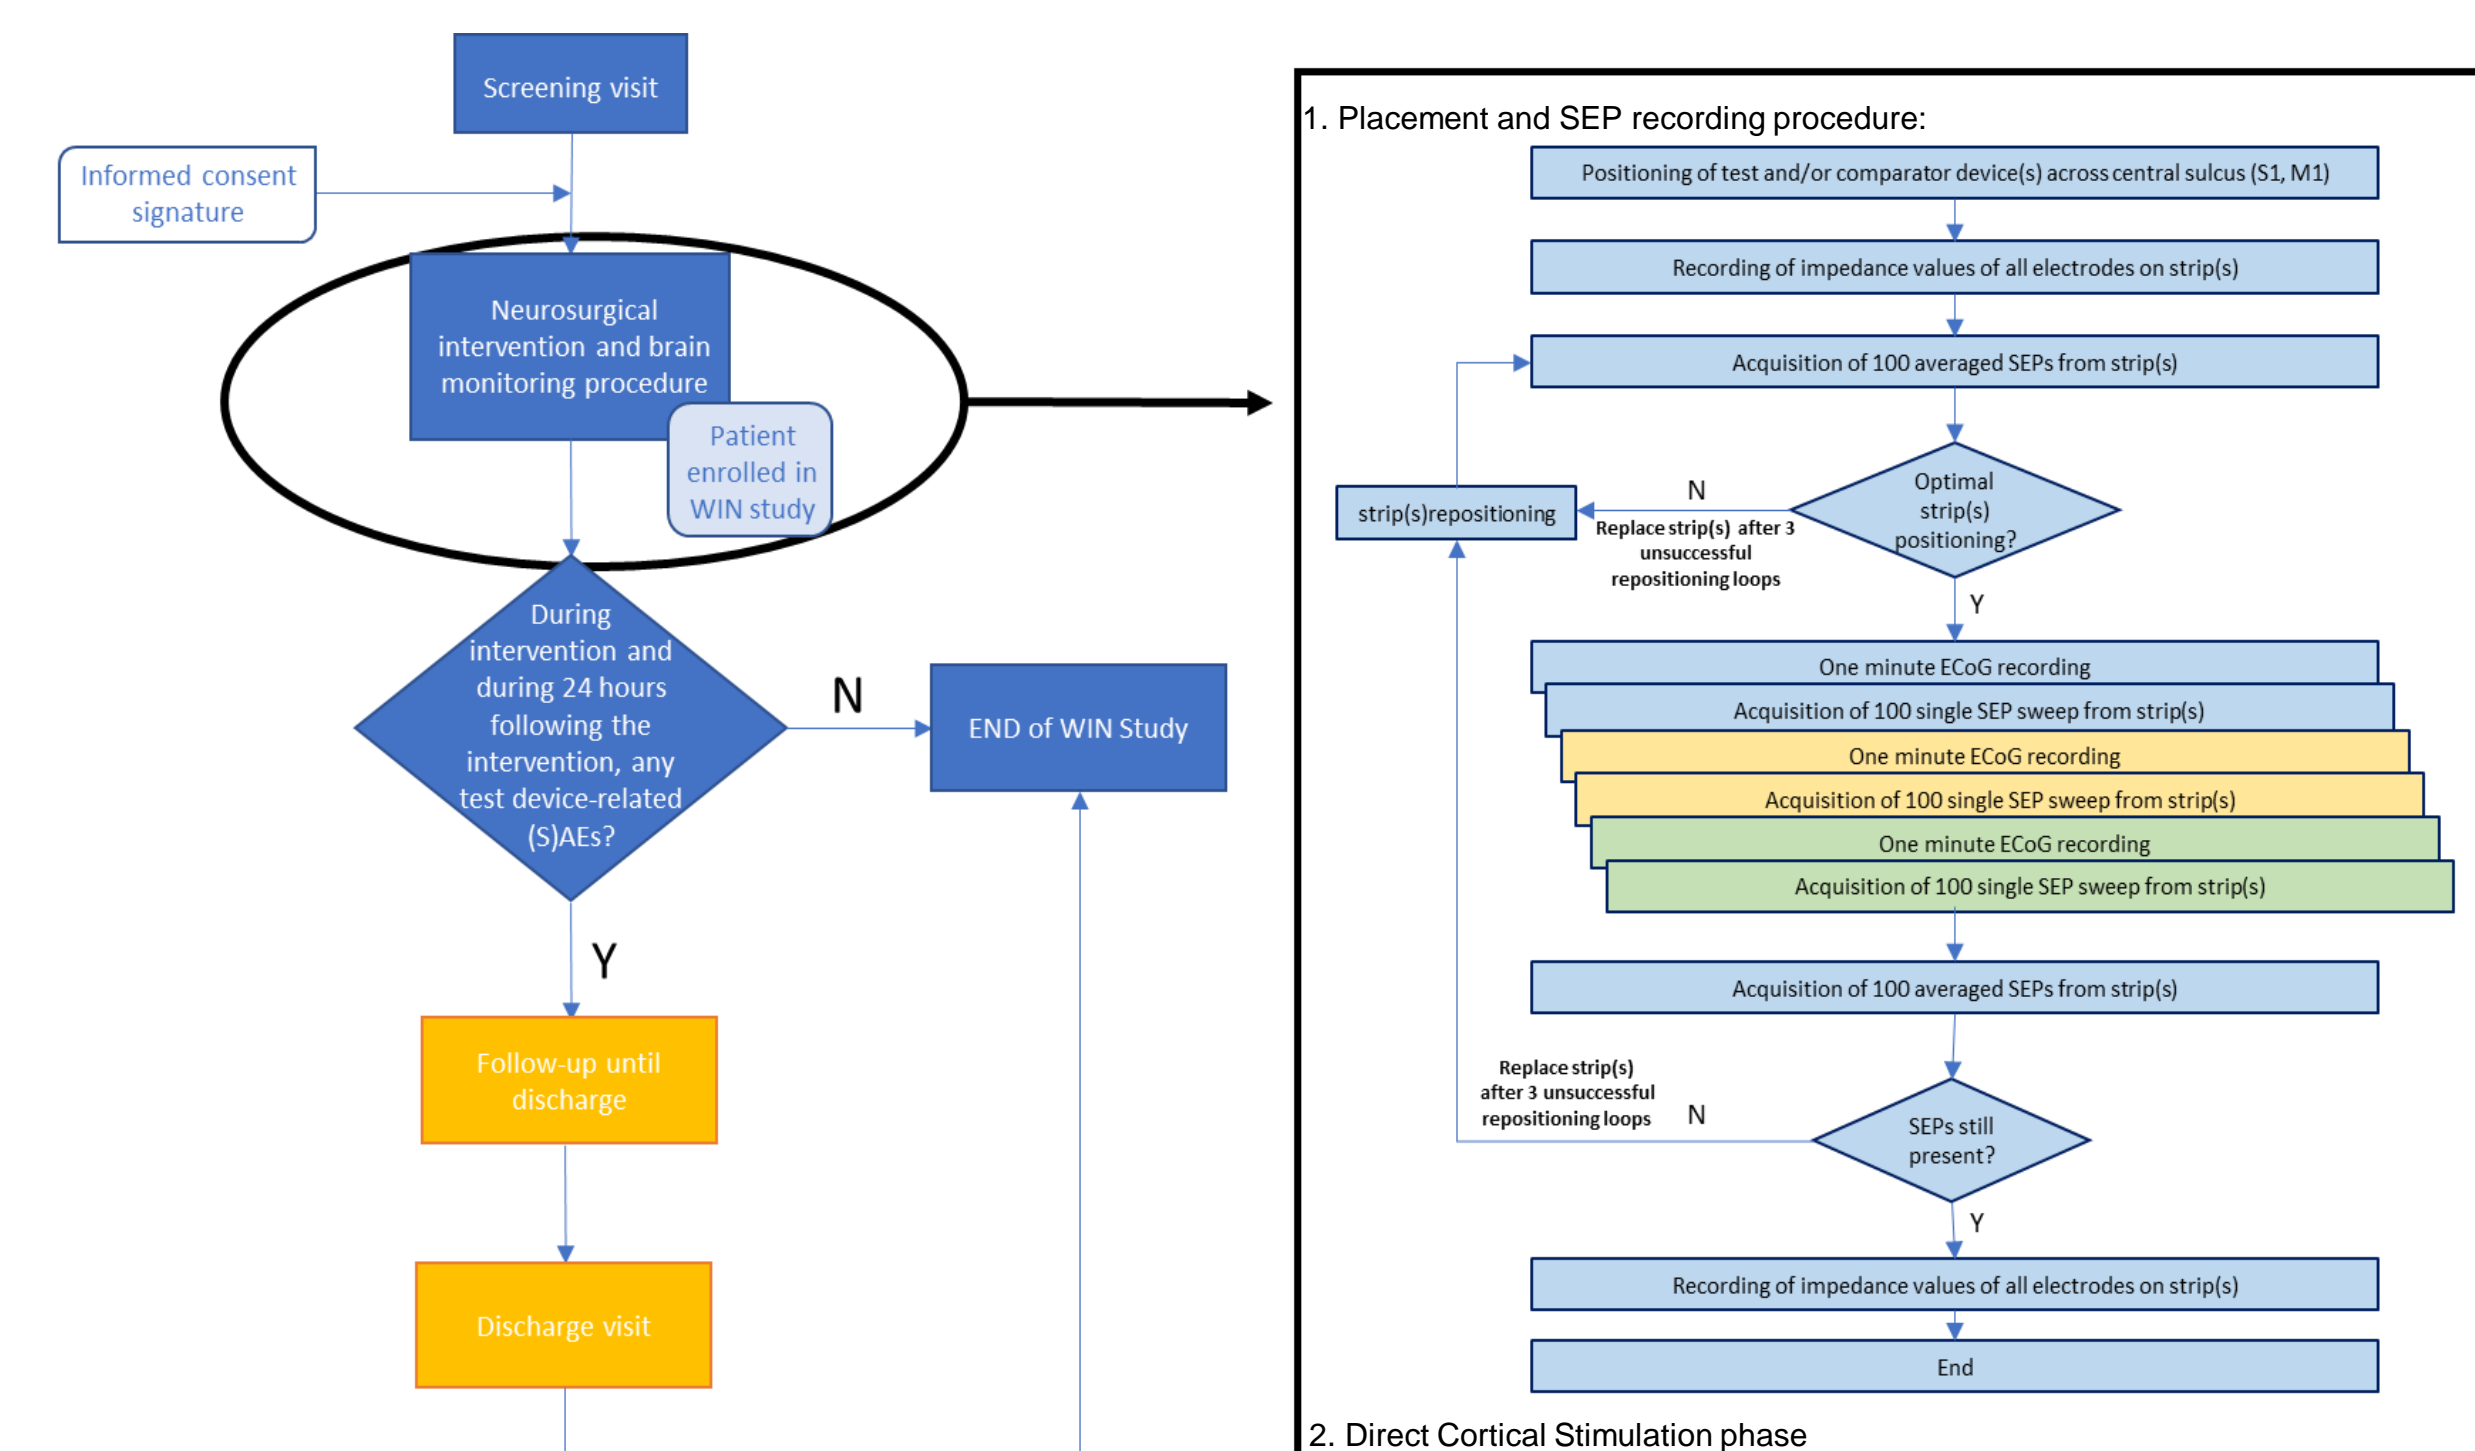 Screening visit
Informed consent
signature
Neurosurgical
intervention and brain
monitoring procedure
Patient
enrolled in
WIN study
During
intervention and
during 24 hours
following the
intervention, any
test device-related
(S)AEs?
N
END of WIN Study
Y
Follow-up until
discharge
Discharge visit
1. Placement and SEP recording procedure:
Positioning of test and/or comparator device(s) across central sulcus (S1, M1)
Recording of impedance values of all electrodes on strip(s)
Acquisition of 100 averaged SEPs from strip(s)
Optimal
strip(s)
positioning?
N
Replace strip(s) after 3
unsuccessful
repositioning loops
strip(s)repositioning
Y
One minute ECoG recording
Acquisition of 100 single SEP sweep from strip(s)
One minute ECoG recording
Acquisition of 100 single SEP sweep from strip(s)
One minute ECoG recording
Acquisition of 100 single SEP sweep from strip(s)
Acquisition of 100 averaged SEPs from strip(s)
Replace strip(s)
after 3 unsuccessful
repositioning loops
N
SEPs still
present?
Y
Recording of impedance values of all electrodes on strip(s)
End
2. Direct Cortical Stimulation phase